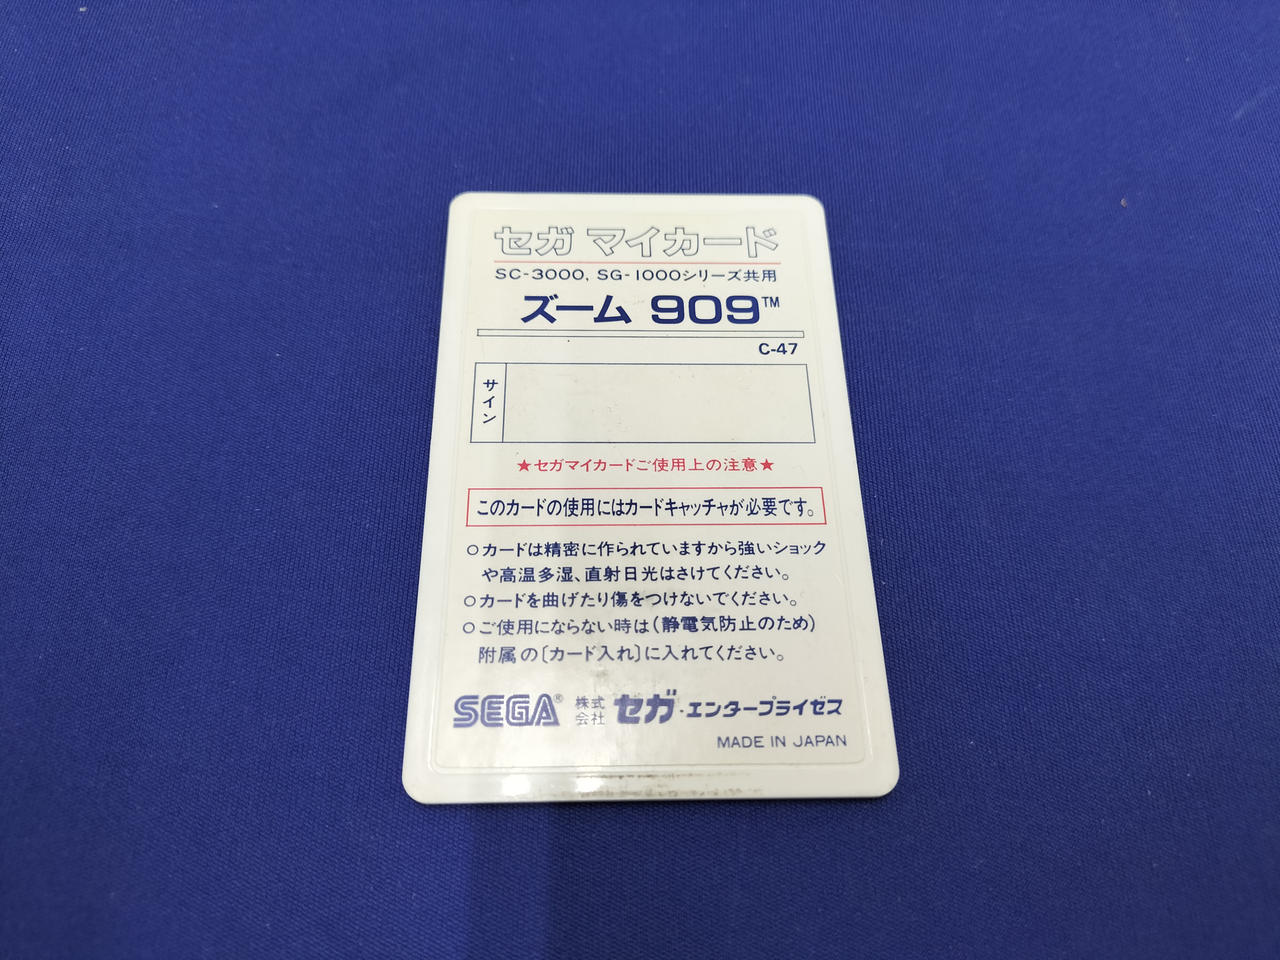 セガ マイカード
SC-3000, SG-1000シリーズ共用
ズーム 909™
C-47
サイン
★セガマイカードご使用上の注意★
このカードの使用にはカードキャッチャが必要です。
○カードは精密に作られていますから強いショック
や高温多湿、直射日光はさけてください。
○カードを曲げたり傷をつけないでください。
○ご使用にならない時は(静電気防止のため)
附属の〔カード入れ〕に入れてください。
SEGA® 株式会社 セガ・エンタープライゼス
MADE IN JAPAN